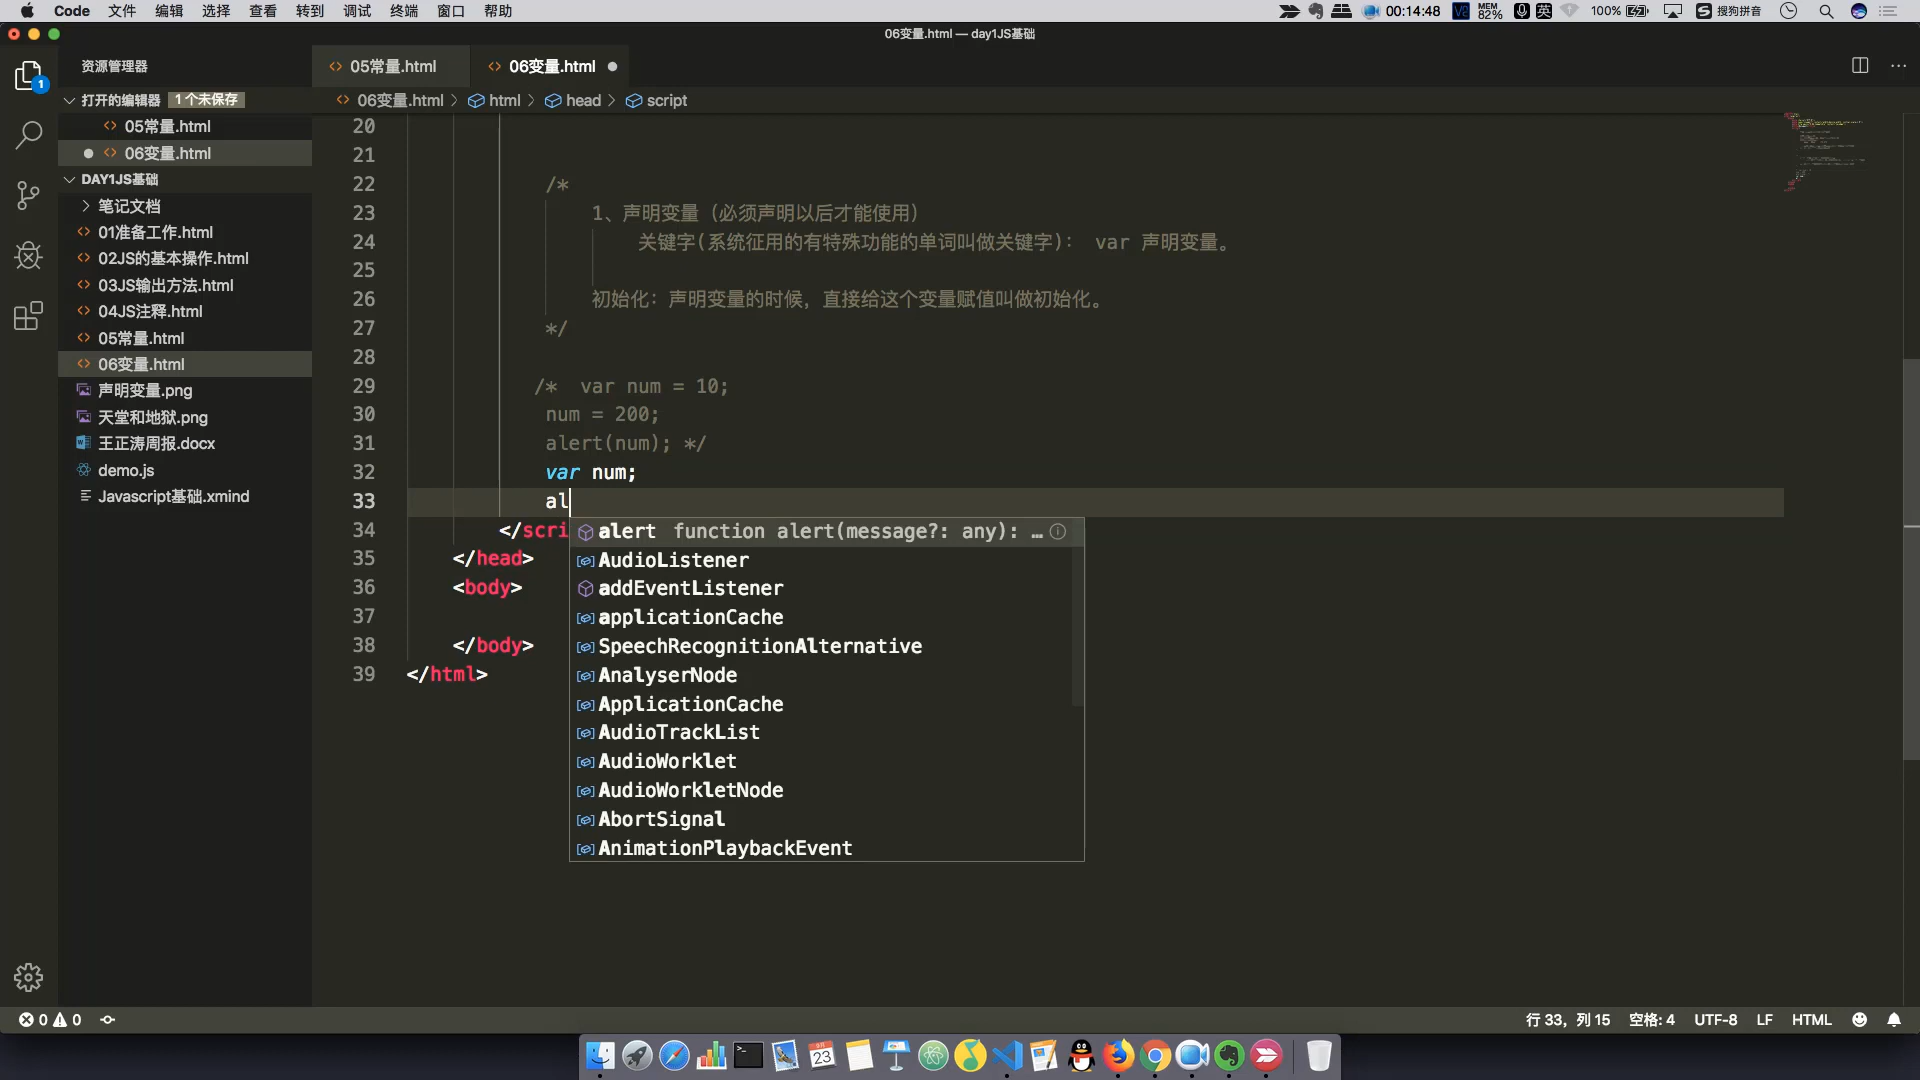 Code 文件 编辑 选择 查看 转到 调试 终端 窗口 帮助 00:14:48 MEM 82% 英 100% 搜狗拼音
06变量.html — day1JS基础
资源管理器
打开的编辑器 1 个未保存
05常量.html
06变量.html
DAY1JS基础
笔记文档
01准备工作.html
02JS的基本操作.html
03JS输出方法.html
04JS注释.html
05常量.html
06变量.html
声明变量.png
天堂和地狱.png
王正涛周报.docx
demo.js
Javascript基础.xmind
05常量.html 06变量.html
06变量.html > html > head > script
20
21
22 /*
23 1、声明变量（必须声明以后才能使用）
24 关键字(系统征用的有特殊功能的单词叫做关键字)： var 声明变量。
25
26 初始化：声明变量的时候，直接给这个变量赋值叫做初始化。
27 */
28
29 /* var num = 10;
30 num = 200;
31 alert(num); */
32 var num;
33 al
34 </scri
35 </head>
36 <body>
37
38 </body>
39 </html>
alert function alert(message?: any): …
AudioListener
addEventListener
applicationCache
SpeechRecognitionAlternative
AnalyserNode
ApplicationCache
AudioTrackList
AudioWorklet
AudioWorkletNode
AbortSignal
AnimationPlaybackEvent
0 0 行 33，列 15 空格: 4 UTF-8 LF HTML
23